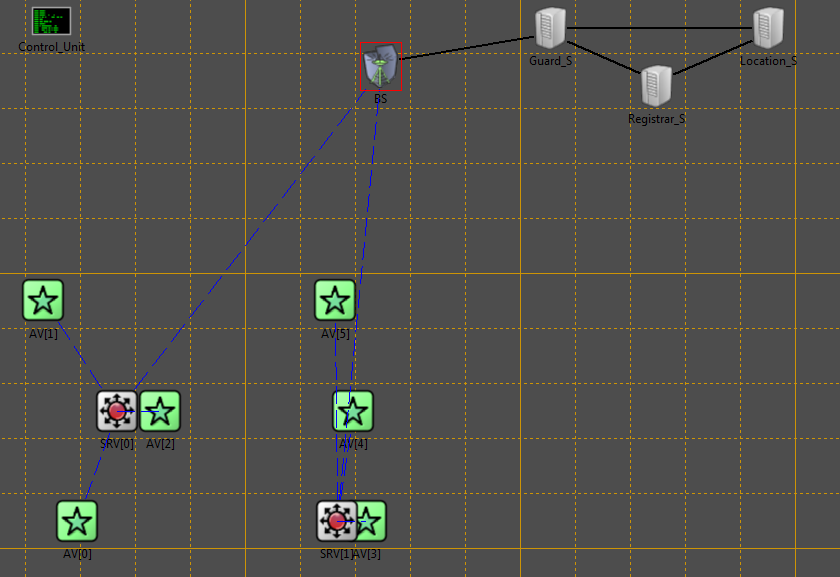 Control_Unit
BS
Guard_S
Location_S
Registrar_S
AV[1]
AV[5]
SRV[0]
AV[2]
AV[4]
AV[0]
SRV[1]
AV[3]